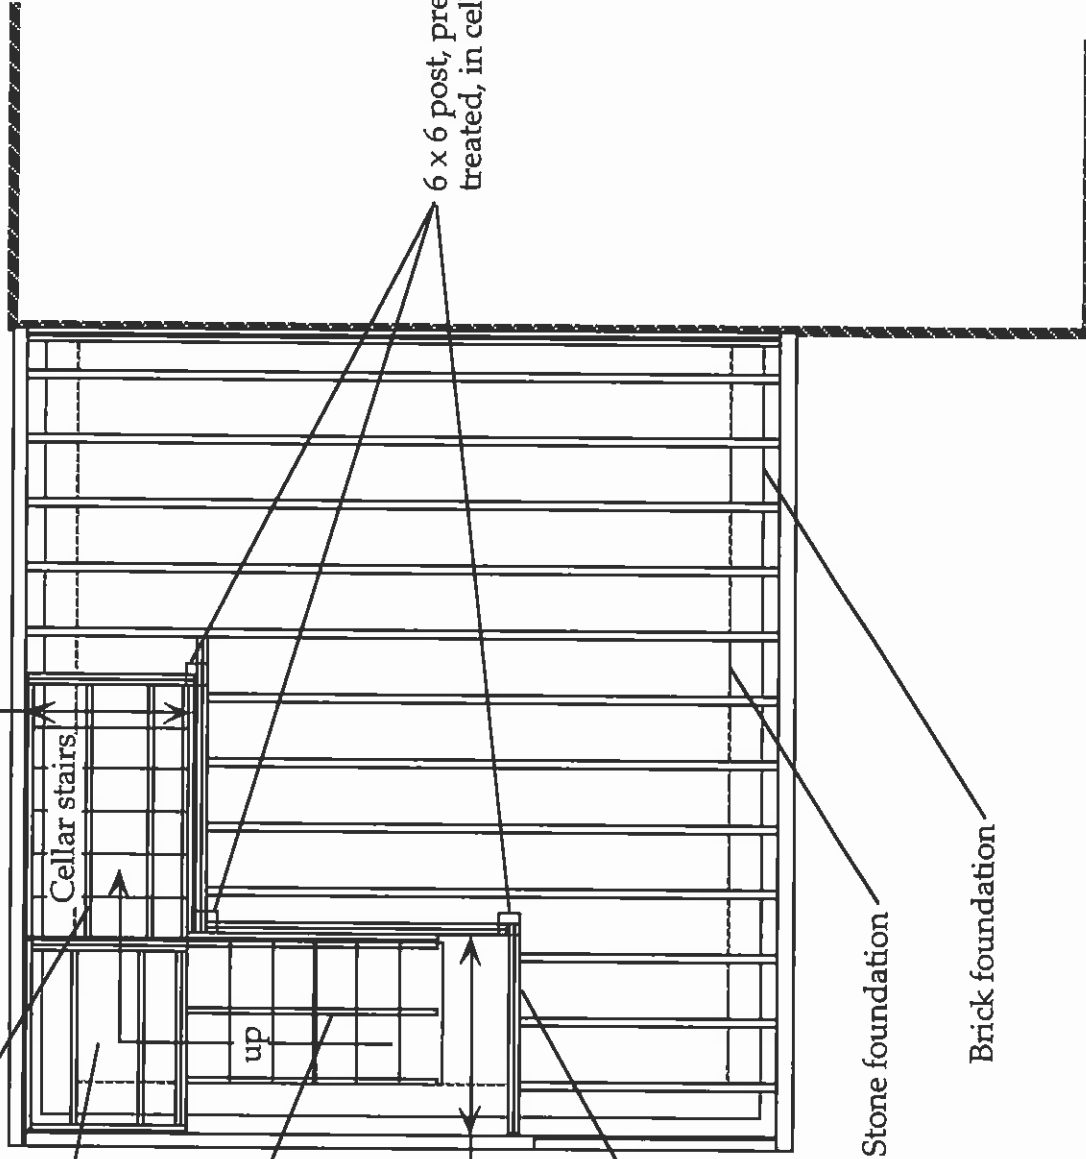 6 x 6 post, pre
treated, in cel
Cellar stairs
up
Stone foundation
Brick foundation